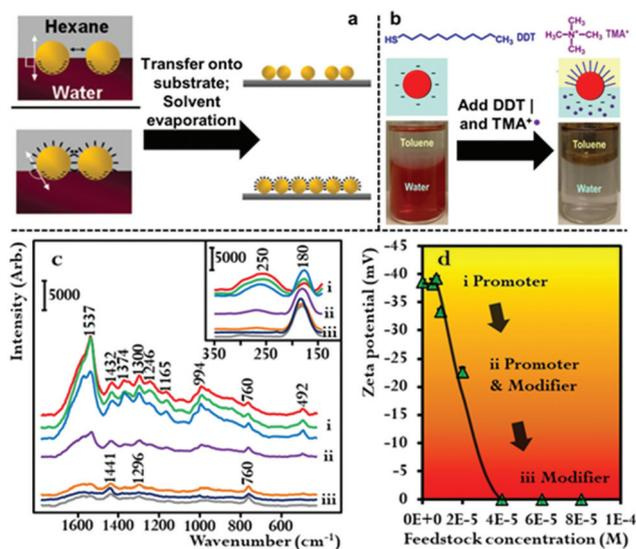 a
Hexane
Water
Transfer onto
substrate;
Solvent
evaporation
b
HS
CH₃ DDT
CH₃
H₃C-N⁺-CH₃ TMA⁺
CH₃
Toluene
Water
Add DDT |
and TMA⁺•
Toluene
Water
c
Intensity (Arb.)
5000
1537
1432
1374
1300
1246
1165
994
760
492
i
ii
1441
1296
760
iii
1600 1400 1200 1000 800 600
Wavenumber (cm⁻¹)
5000
250
180
i
ii
iii
350 250 150
d
Zeta potential (mV)
-45
-40
-35
-30
-25
-20
-15
-10
-5
0
i Promoter
ii Promoter
& Modifier
iii Modifier
0E+0 2E-5 4E-5 6E-5 8E-5 1E-4
Feedstock concentration (M)